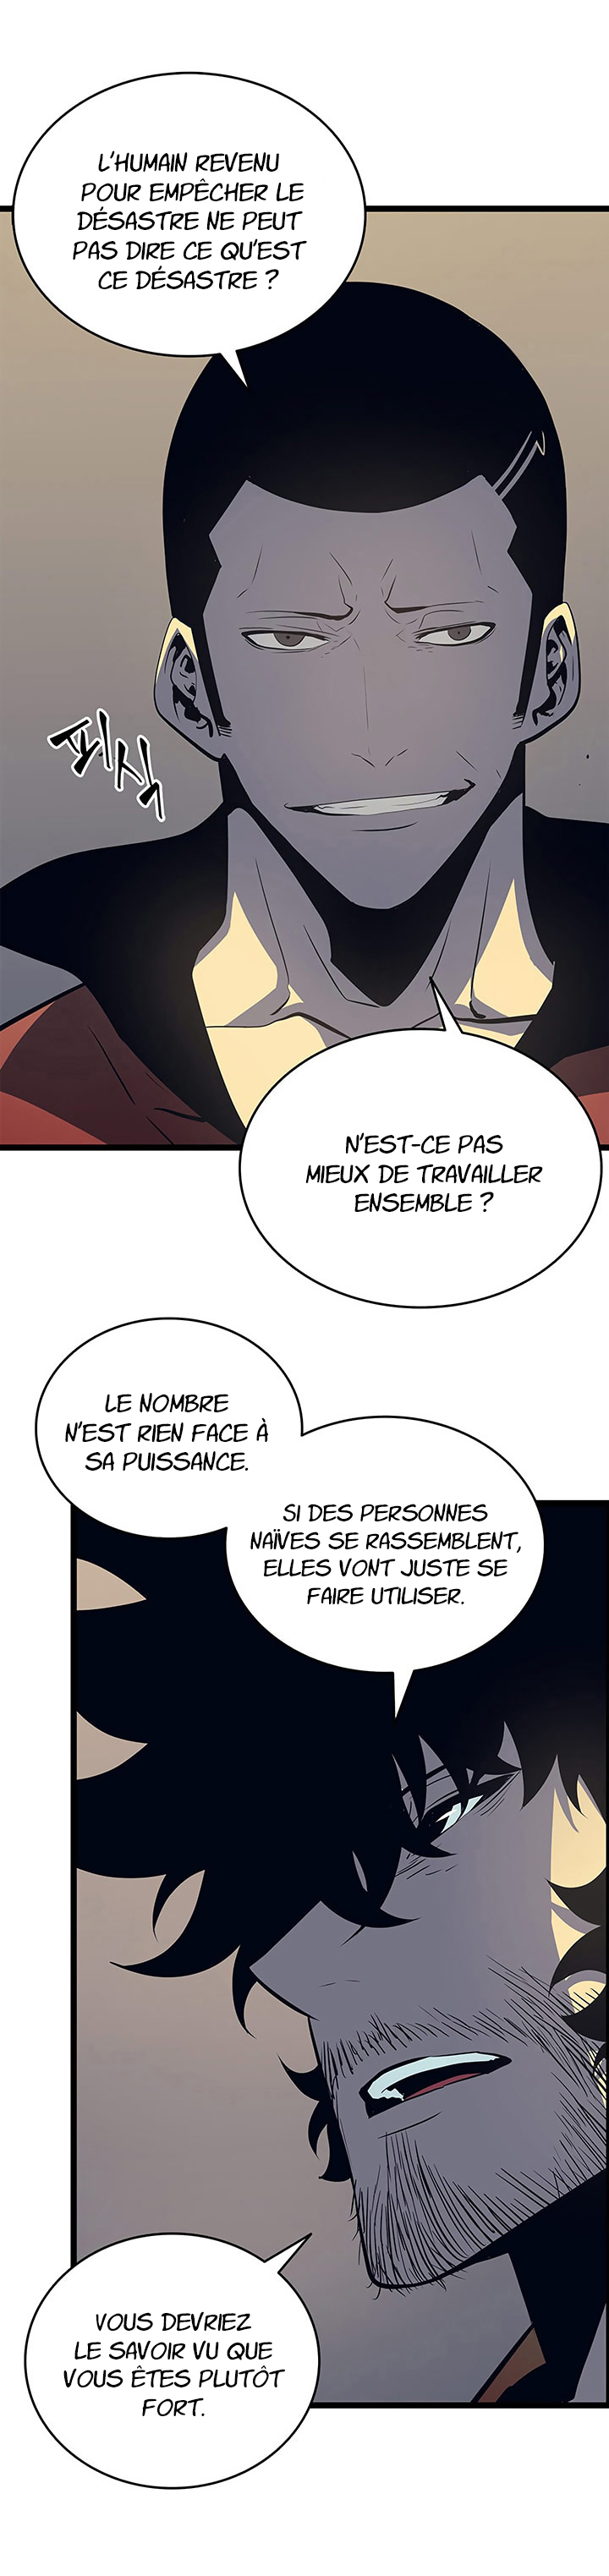 L'HUMAIN REVENU
POUR EMPÊCHER LE
DÉSASTRE NE PEUT
PAS DIRE CE QU'EST
CE DÉSASTRE ?
피식
N'EST-CE PAS
MIEUX DE TRAVAILLER
ENSEMBLE ?
LE NOMBRE
N'EST RIEN FACE À
SA PUISSANCE.
SI DES PERSONNES
NAÏVES SE RASSEMBLENT,
ELLES VONT JUSTE SE
FAIRE UTILISER.
VOUS DEVRIEZ
LE SAVOIR VU QUE
VOUS ÊTES PLUTÔT
FORT.